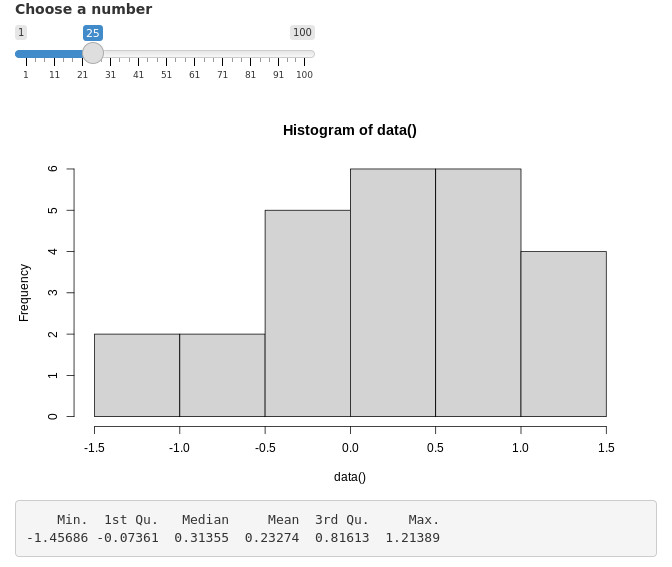 Choose a number
1 25 100
1 11 21 31 41 51 61 71 81 91 100
Histogram of data()
6
5
4
3
2
1
0
Frequency
-1.5 -1.0 -0.5 0.0 0.5 1.0 1.5
data()
Min. 1st Qu. Median Mean 3rd Qu. Max.
-1.45686 -0.07361 0.31355 0.23274 0.81613 1.21389